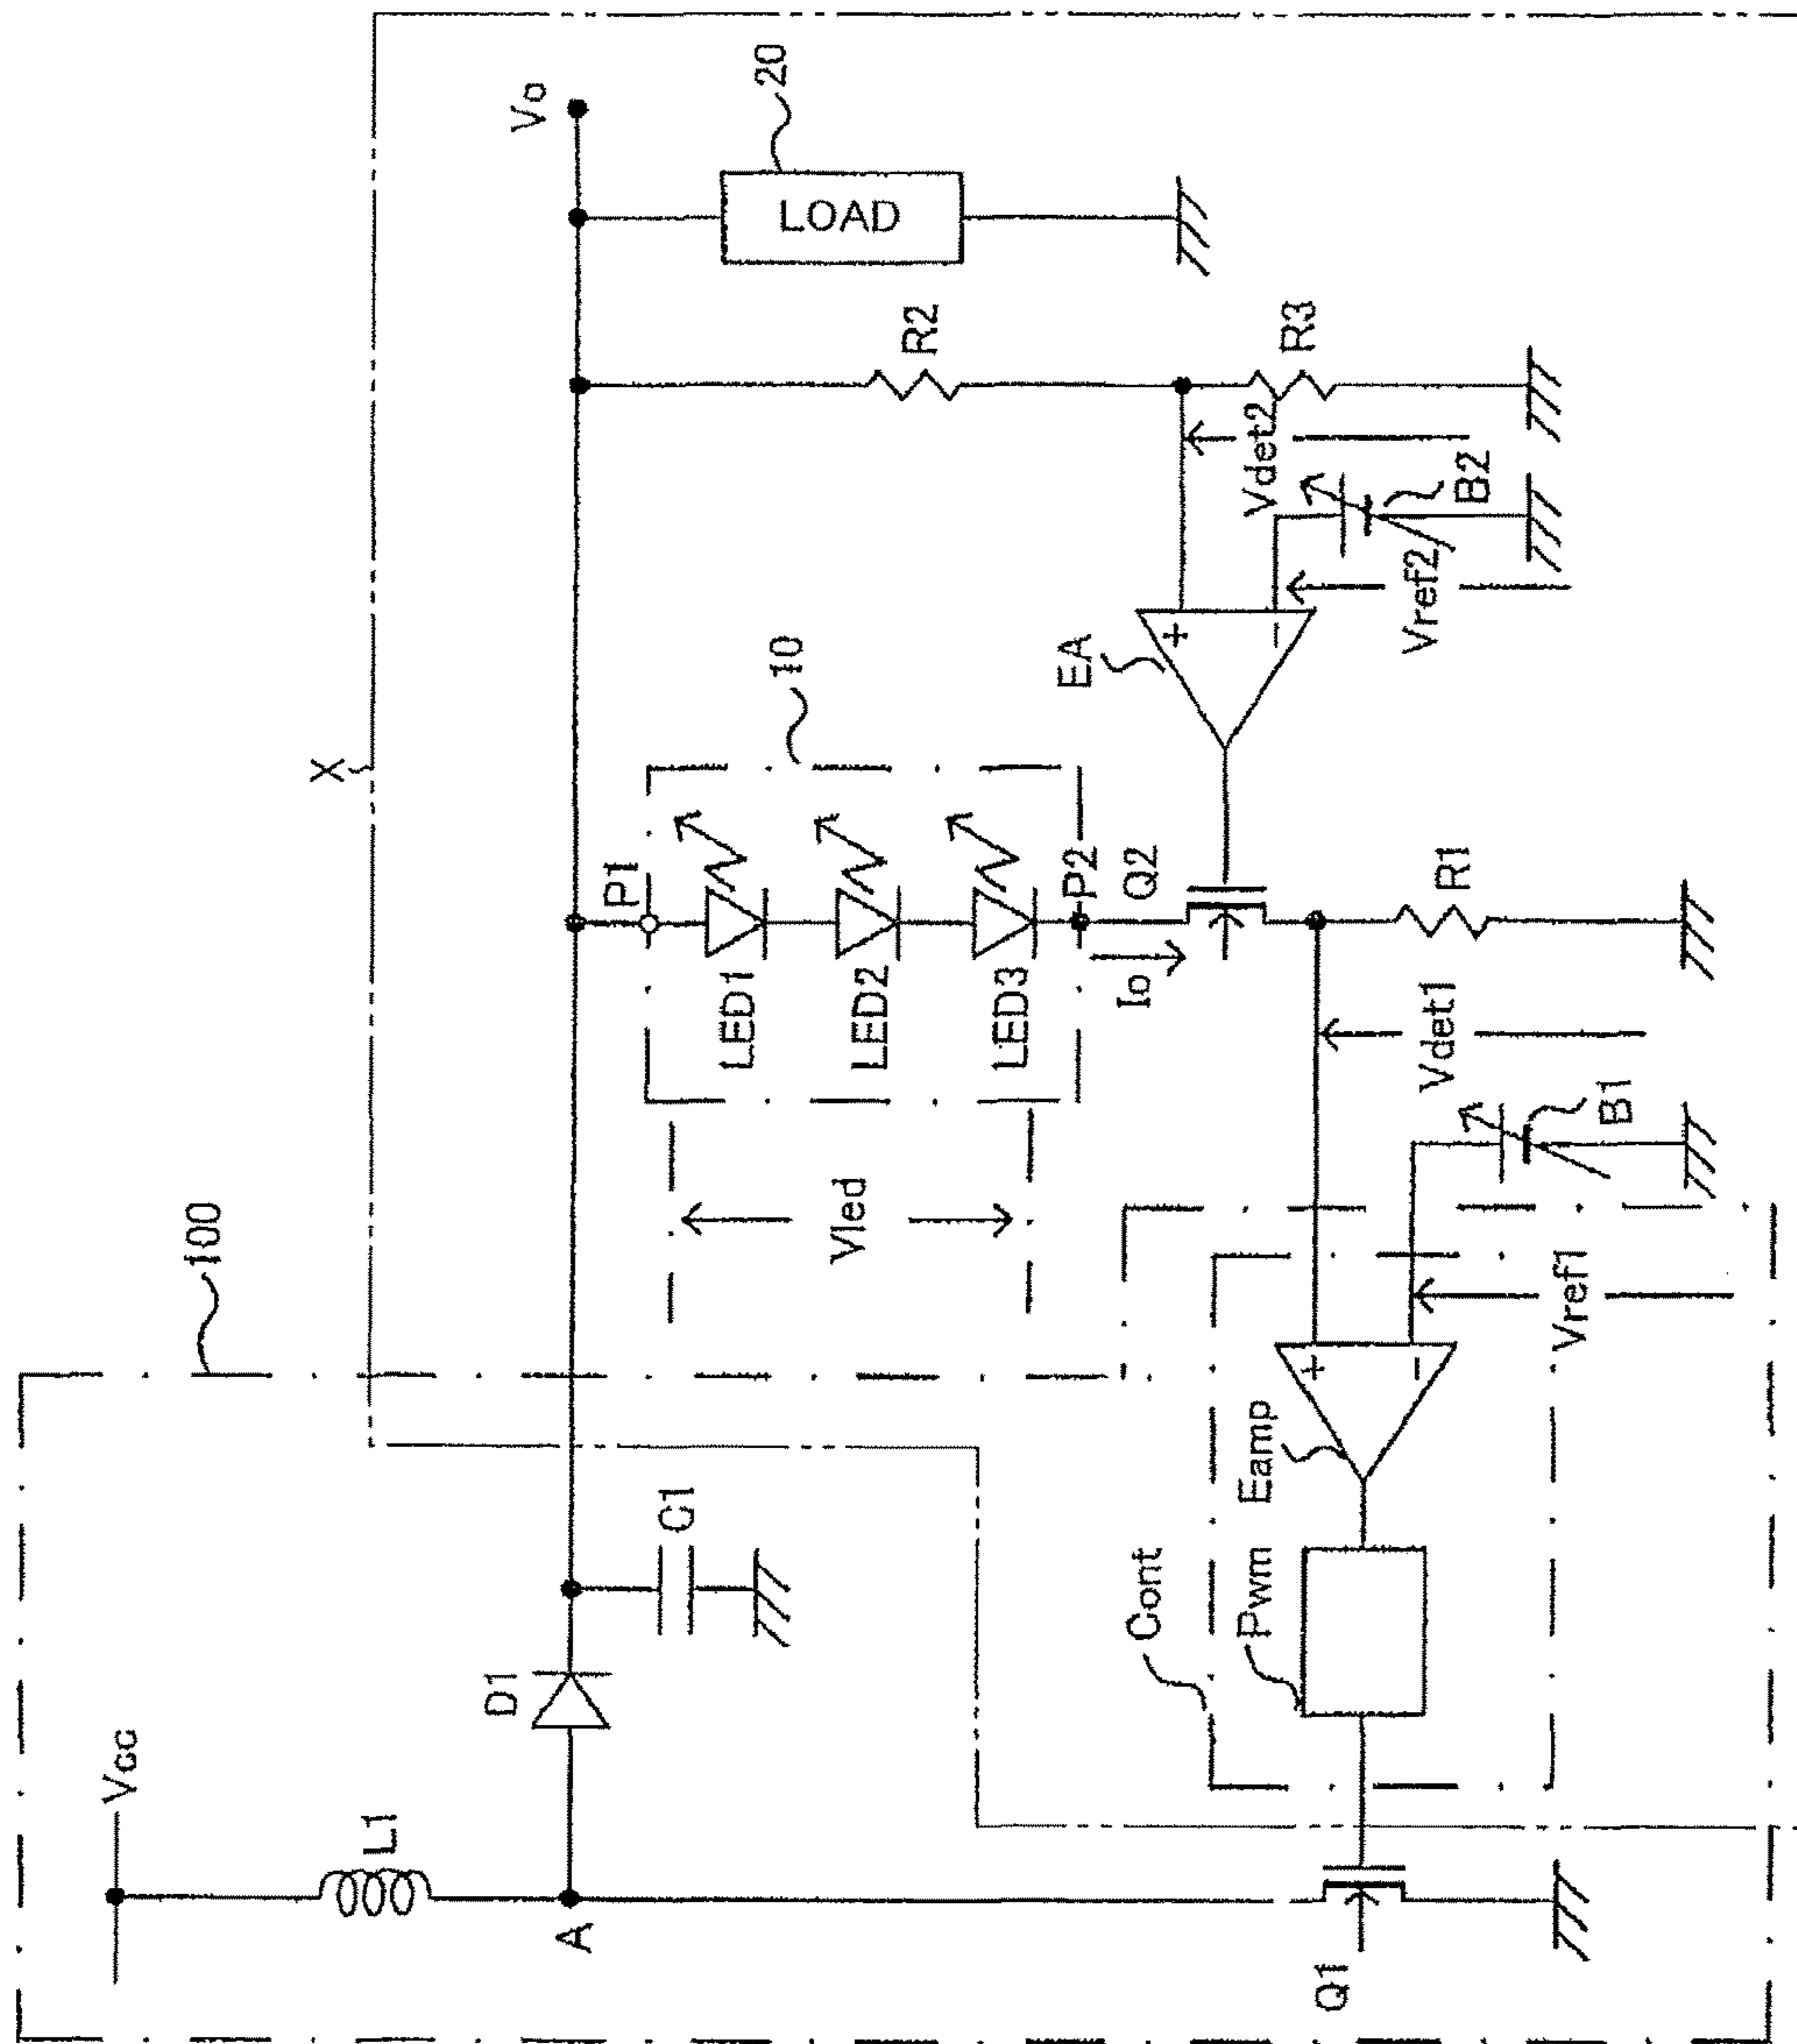 100
X
Vcc
L1
A
D1
C1
Vo
20
LOAD
R2
R3
Vdet2
B2
Vref2
EA
10
P1
LED1
LED2
LED3
P2
Q2
Io
R1
Vled
Vdet1
B1
Vref1
+
−
+
−
Eamp
Pwm
Cont
Q1